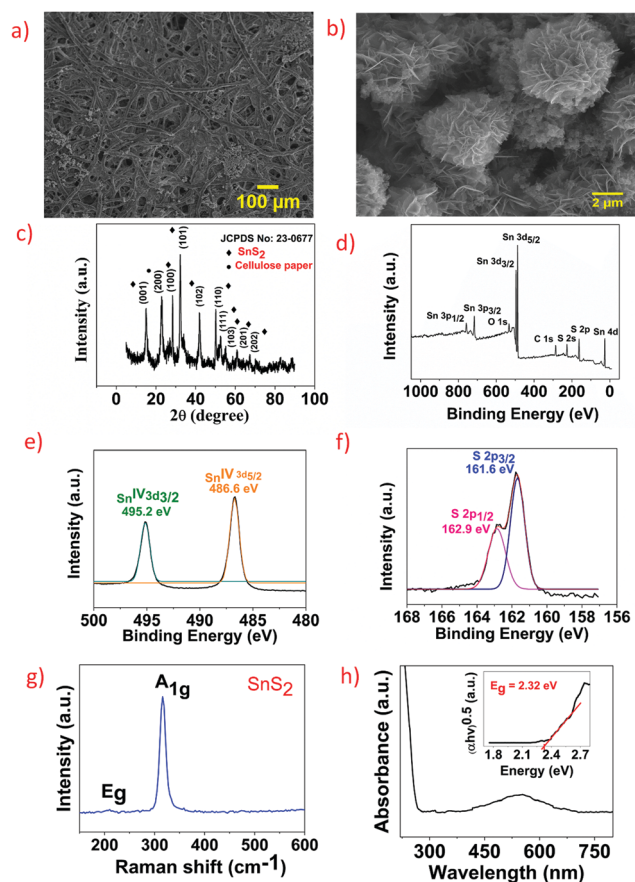 a)
100 µm
b)
2 µm
c)
JCPDS No: 23-0677
♦ SnS2
• Cellulose paper
(001)
(200)
(100)
(101)
(102)
(110)
(111)
(103)
(201)
(202)
Intensity (a.u.)
0 20 40 60 80 100
2θ (degree)
d)
Sn 3d5/2
Sn 3d3/2
Sn 3p1/2
Sn 3p3/2
O 1s
C 1s
S 2s
S 2p
Sn 4d
Intensity (a.u.)
1000 800 600 400 200 0
Binding Energy (eV)
e)
SnIV3d3/2
495.2 eV
SnIV 3d5/2
486.6 eV
Intensity (a.u.)
500 495 490 485 480
Binding Energy (eV)
f)
S 2p3/2
161.6 eV
S 2p1/2
162.9 eV
Intensity (a.u.)
168 166 164 162 160 158 156
Binding Energy (eV)
g)
A1g
SnS2
Eg
Intensity (a.u.)
200 300 400 500 600
Raman shift (cm-1)
h)
Eg = 2.32 eV
(αhν)0.5 (a.u.)
1.8 2.1 2.4 2.7
Energy (eV)
Absorbance (a.u.)
300 450 600 750
Wavelength (nm)